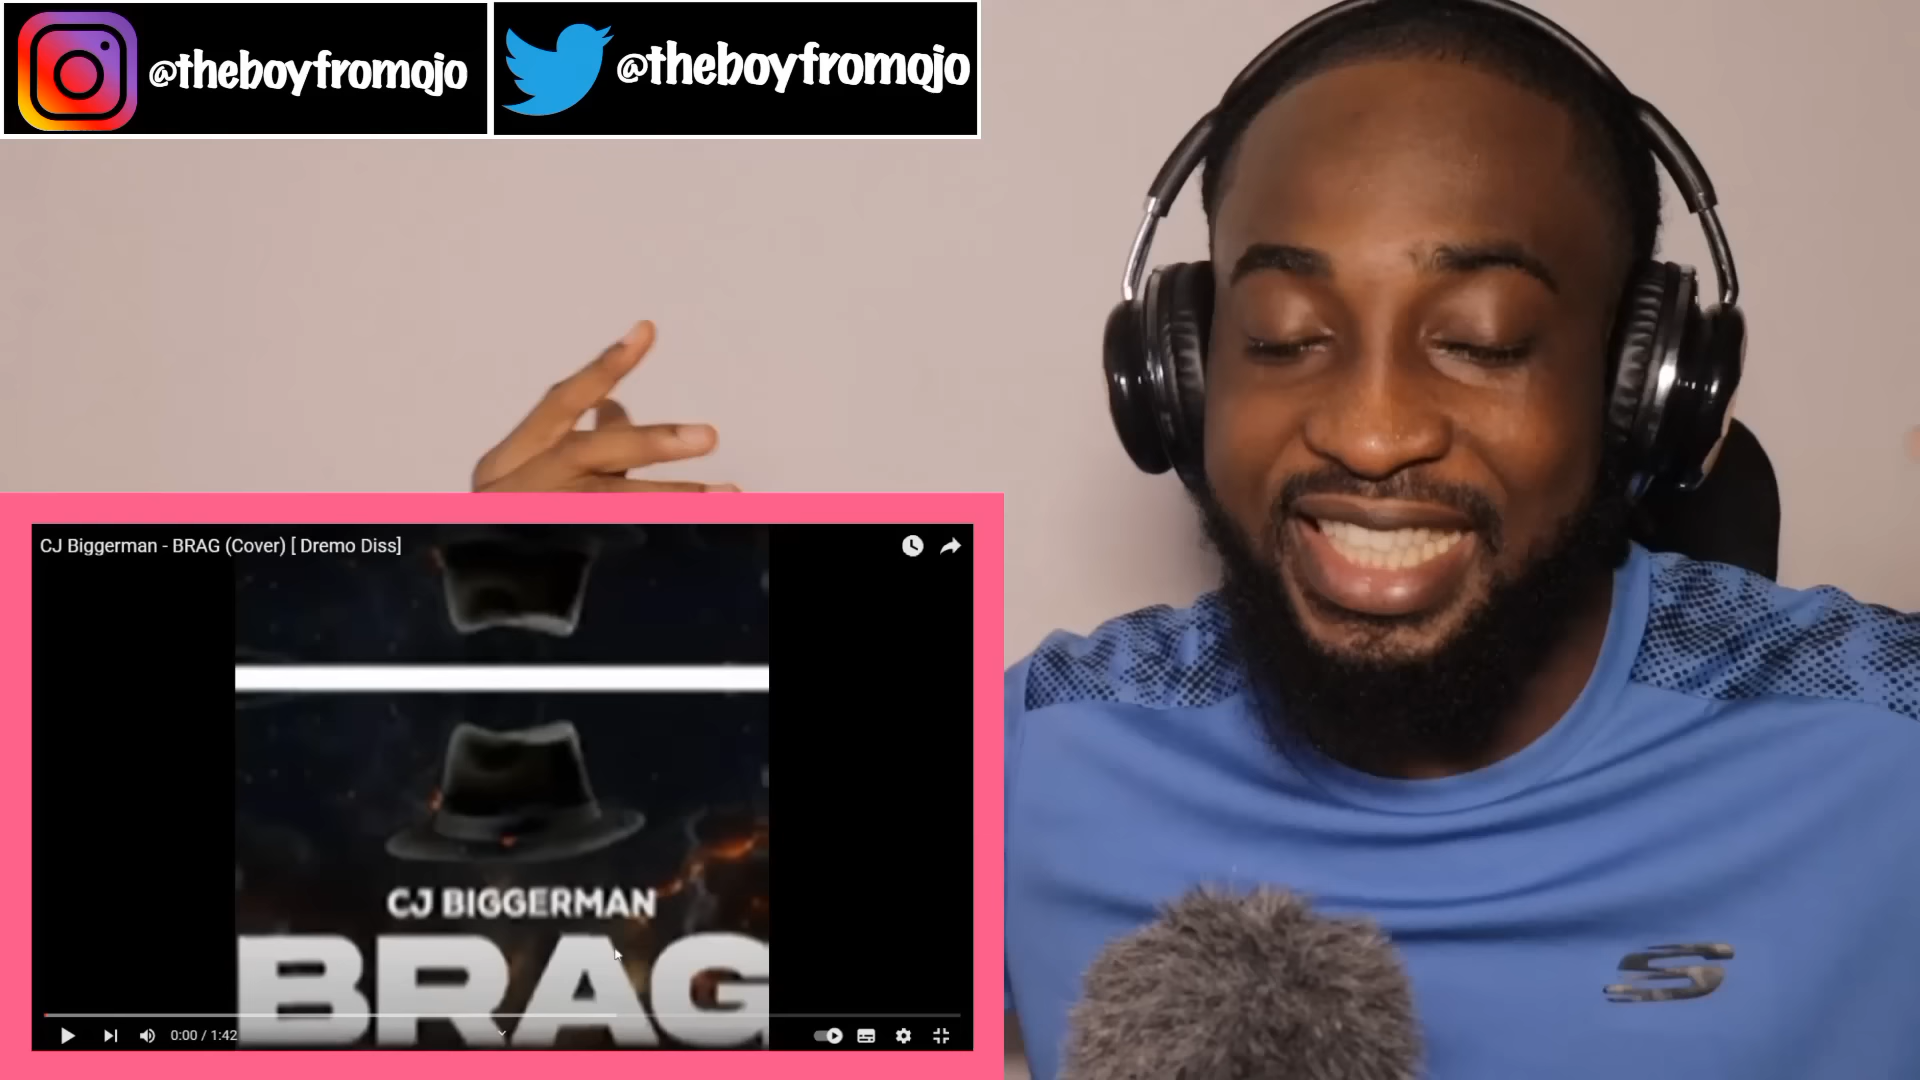 @theboyfromojo
@theboyfromojo
CJ Biggerman - BRAG (Cover) [ Dremo Diss]
CJ BIGGERMAN
BRAG
0:00 / 1:42